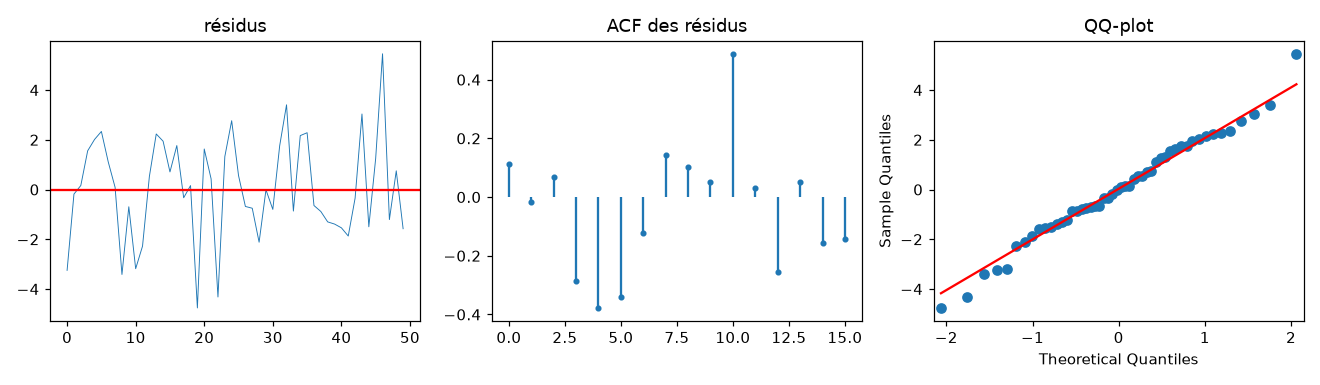 résidus
4
2
0
−2
−4
0 10 20 30 40 50
ACF des résidus
0.4
0.2
0.0
−0.2
−0.4
0.0 2.5 5.0 7.5 10.0 12.5 15.0
QQ-plot
Sample Quantiles
4
2
0
−2
−4
−2 −1 0 1 2
Theoretical Quantiles